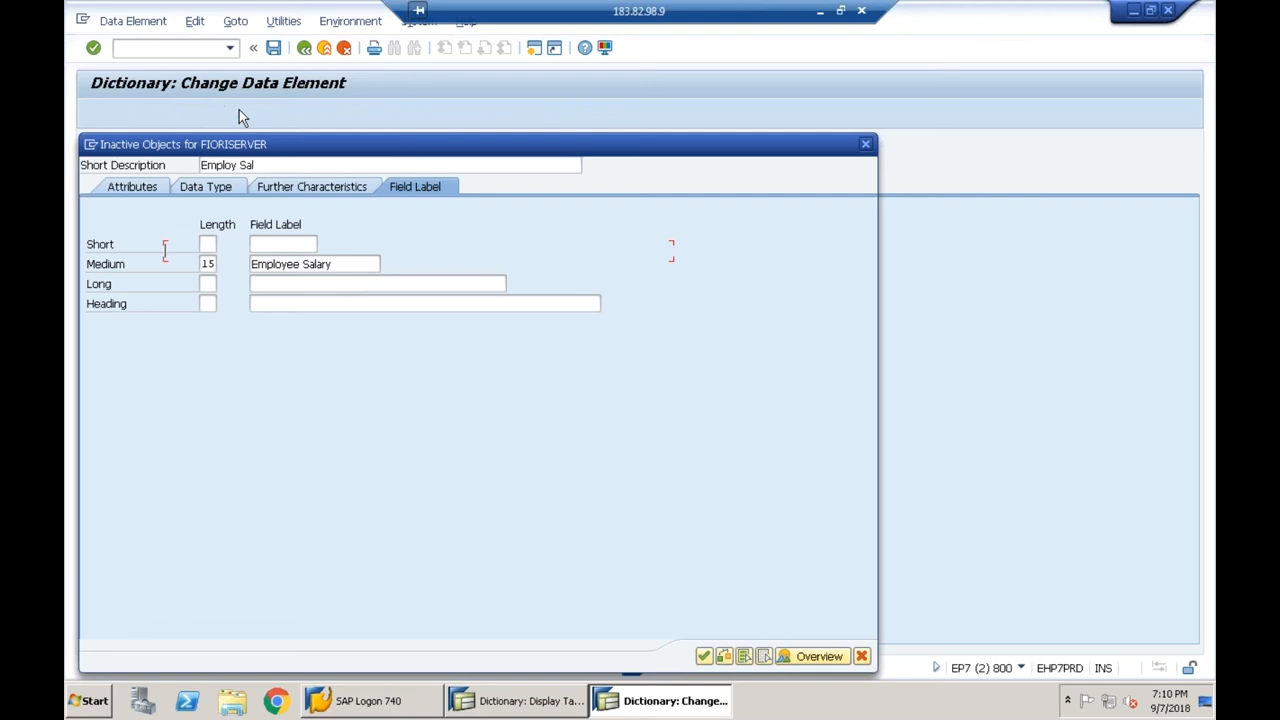 183.82.98.9
Data Element Edit Goto Utilities Environment
Dictionary: Change Data Element
Inactive Objects for FIORISERVER
Short Description Employ Sal
Attributes Data Type Further Characteristics Field Label
Length Field Label
Short
Medium 15 Employee Salary
Long
Heading
Overview
EP7 (2) 800 EHP7PRD INS
Start SAP Logon 740 Dictionary: Display Ta... Dictionary: Change... 7:10 PM
9/7/2018